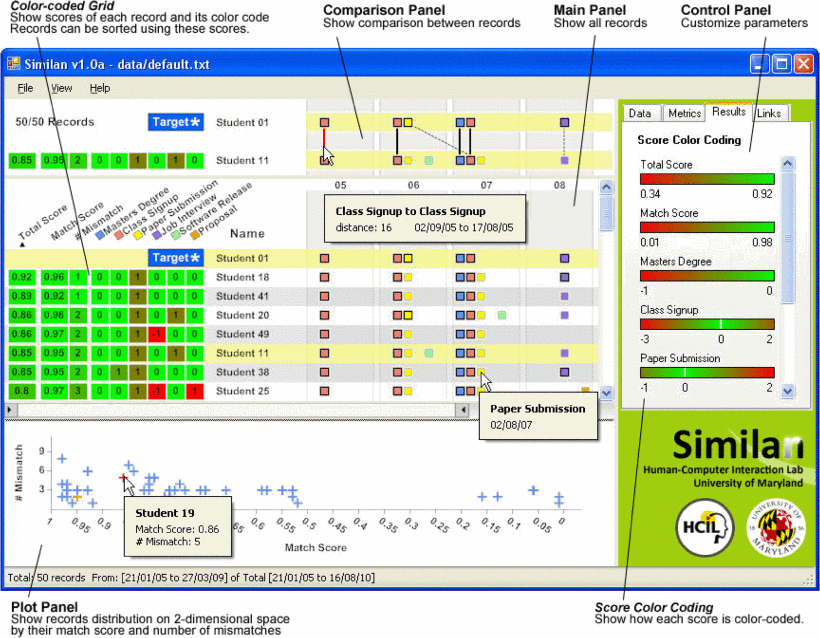 Color-coded Grid
Show scores of each record and its color code
Records can be sorted using these scores.
Comparison Panel
Show comparison between records
Main Panel
Show all records
Control Panel
Customize parameters
Similan v1.0a - data/default.txt
File View Help
50/50 Records
Target*
Student 01
0.85 0.95 2 0 0 1 0 1 0
Student 11
05 06 07 08
Total Score
Match Score
# Mismatch
Masters Degree
Class Signup
Paper Submission
Job Interview
Software Release
Proposal
Name
Class Signup to Class Signup
distance: 16 02/09/05 to 17/08/05
Target*
Student 01
0.92 0.96 1 0 0 1 0 0 0
Student 18
0.89 0.92 1 0 0 1 0 0 0
Student 41
0.86 0.98 2 0 0 1 0 1 0
Student 20
0.86 0.97 2 0 0 1 -1 0 0
Student 49
0.85 0.95 2 0 0 1 0 1 0
Student 11
0.85 0.95 2 0 1 1 0 0 0
Student 38
0.8 0.97 3 0 0 1 -1 0 1
Student 25
Paper Submission
02/08/07
Data Metrics Results Links
Score Color Coding
Total Score
0.34 0.92
Match Score
0.01 0.98
Masters Degree
-1 0
Class Signup
-3 0 2
Paper Submission
-1 0 2
# Mismatch
9
6
3
1 0.95 0.9 0.5 0.45 0.4 0.35 0.3 0.25 0.2 0.15 0.1 0.05 0
Match Score
Student 19
Match Score: 0.86
# Mismatch: 5
Similan
Human-Computer Interaction Lab
University of Maryland
HCIL
UNIVERSITY OF
MARYLAND
18 56
Total: 50 records From: [21/01/05 to 27/03/09] of Total [21/01/05 to 16/08/10]
Plot Panel
Show records distribution on 2-dimensional space
by their match score and number of mismatches
Score Color Coding
Show how each score is color-coded.